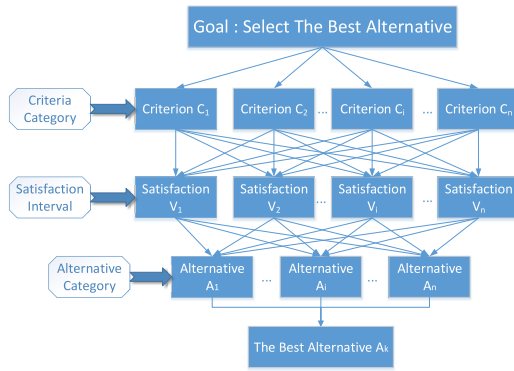 Goal : Select The Best Alternative
Criteria
Category
Criterion C1
Criterion C2
...
Criterion Ci
...
Criterion Cn
Satisfaction
Interval
Satisfaction
V1
Satisfaction
V2
...
Satisfaction
Vi
...
Satisfaction
Vn
Alternative
Category
Alternative
A1
...
Alternative
Ai
...
Alternative
An
The Best Alternative Ak